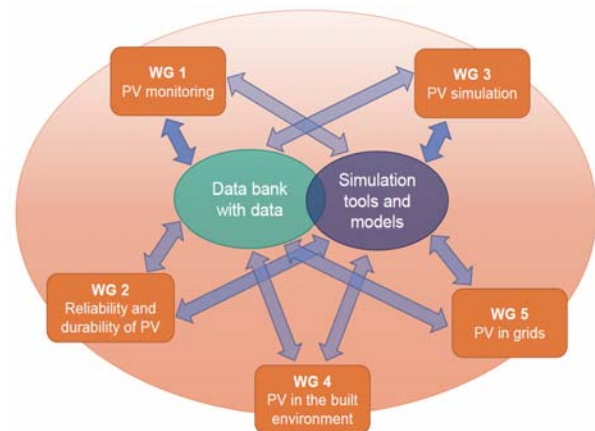 WG 1
PV monitoring
WG 3
PV simulation
Data bank
with data
Simulation
tools and
models
WG 2
Reliability and
durability of PV
WG 5
PV in grids
WG 4
PV in the built
environment